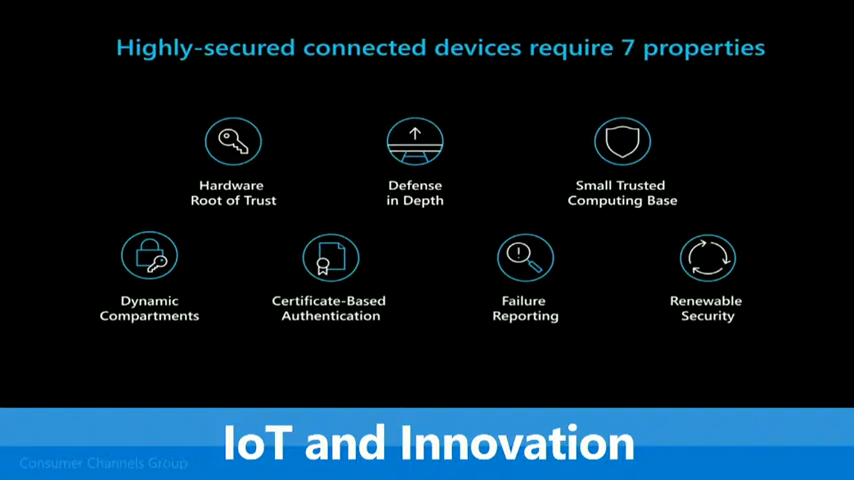 Highly-secured connected devices require 7 properties
Hardware
Root of Trust
Defense
in Depth
Small Trusted
Computing Base
Dynamic
Compartments
Certificate-Based
Authentication
Failure
Reporting
Renewable
Security
IoT and Innovation
Consumer Channels Group